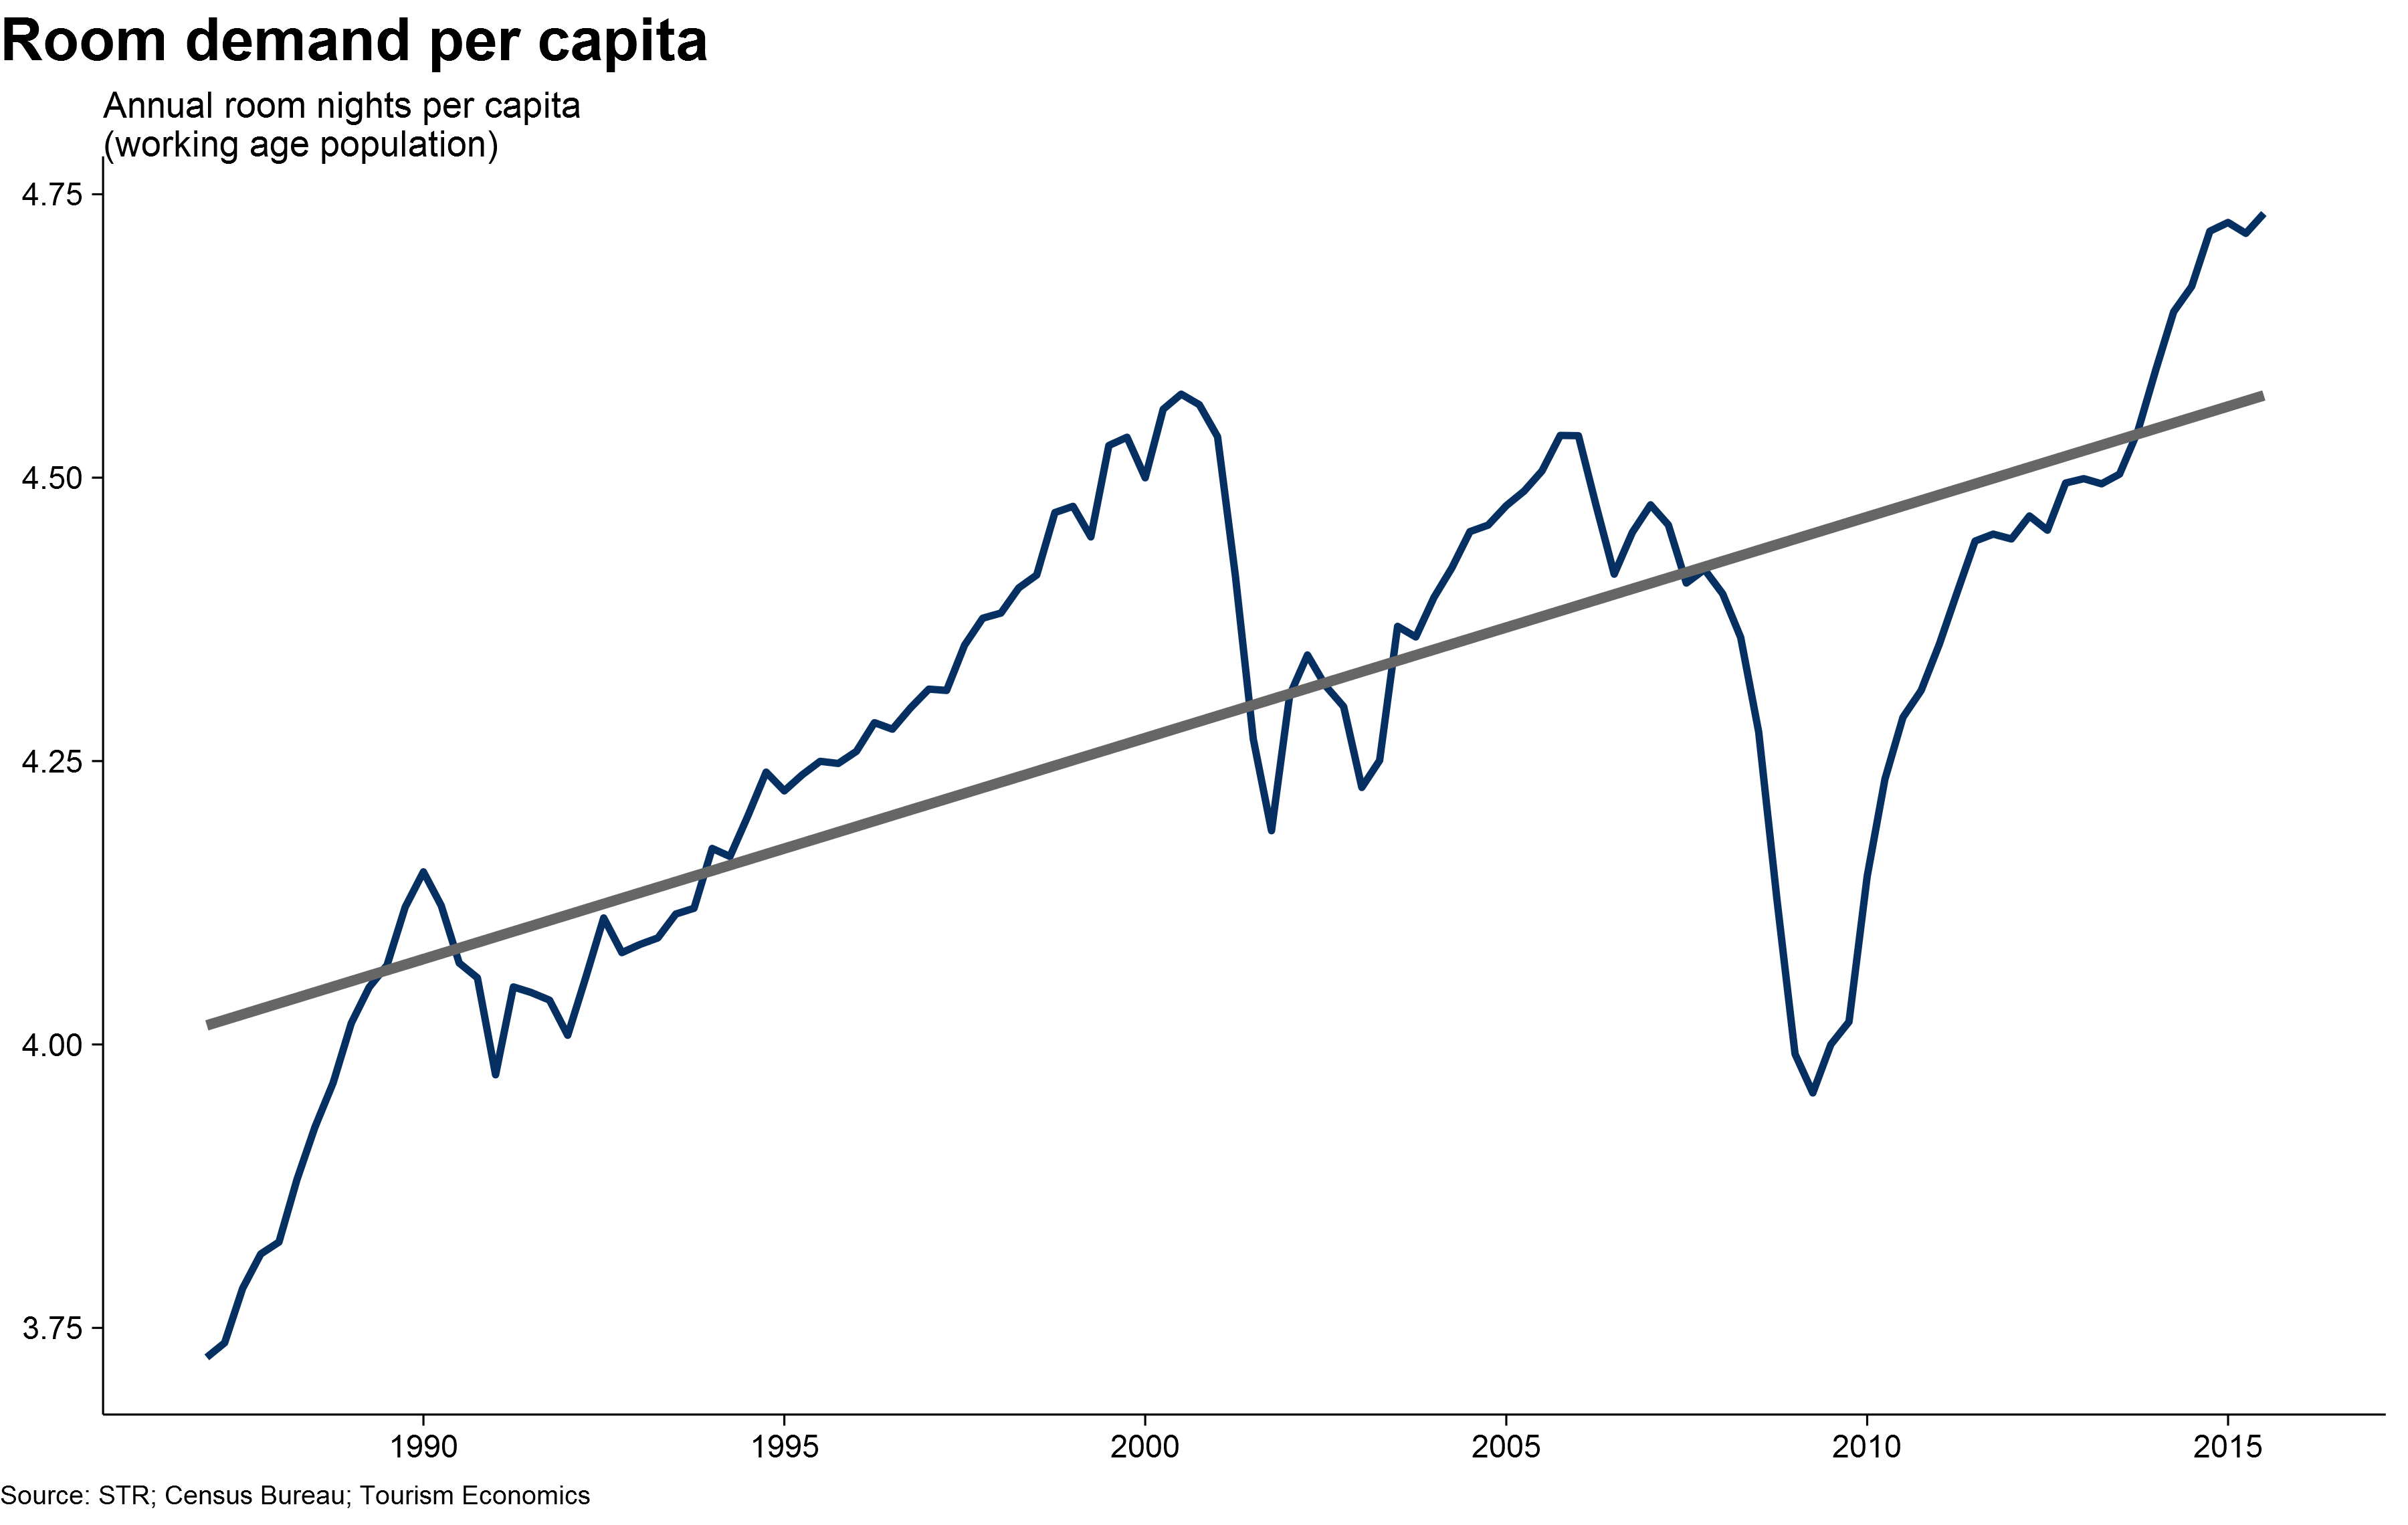 Room demand per capita
Annual room nights per capita
(working age population)
4.75
4.50
4.25
4.00
3.75
1990 1995 2000 2005 2010 2015
Source: STR; Census Bureau; Tourism Economics